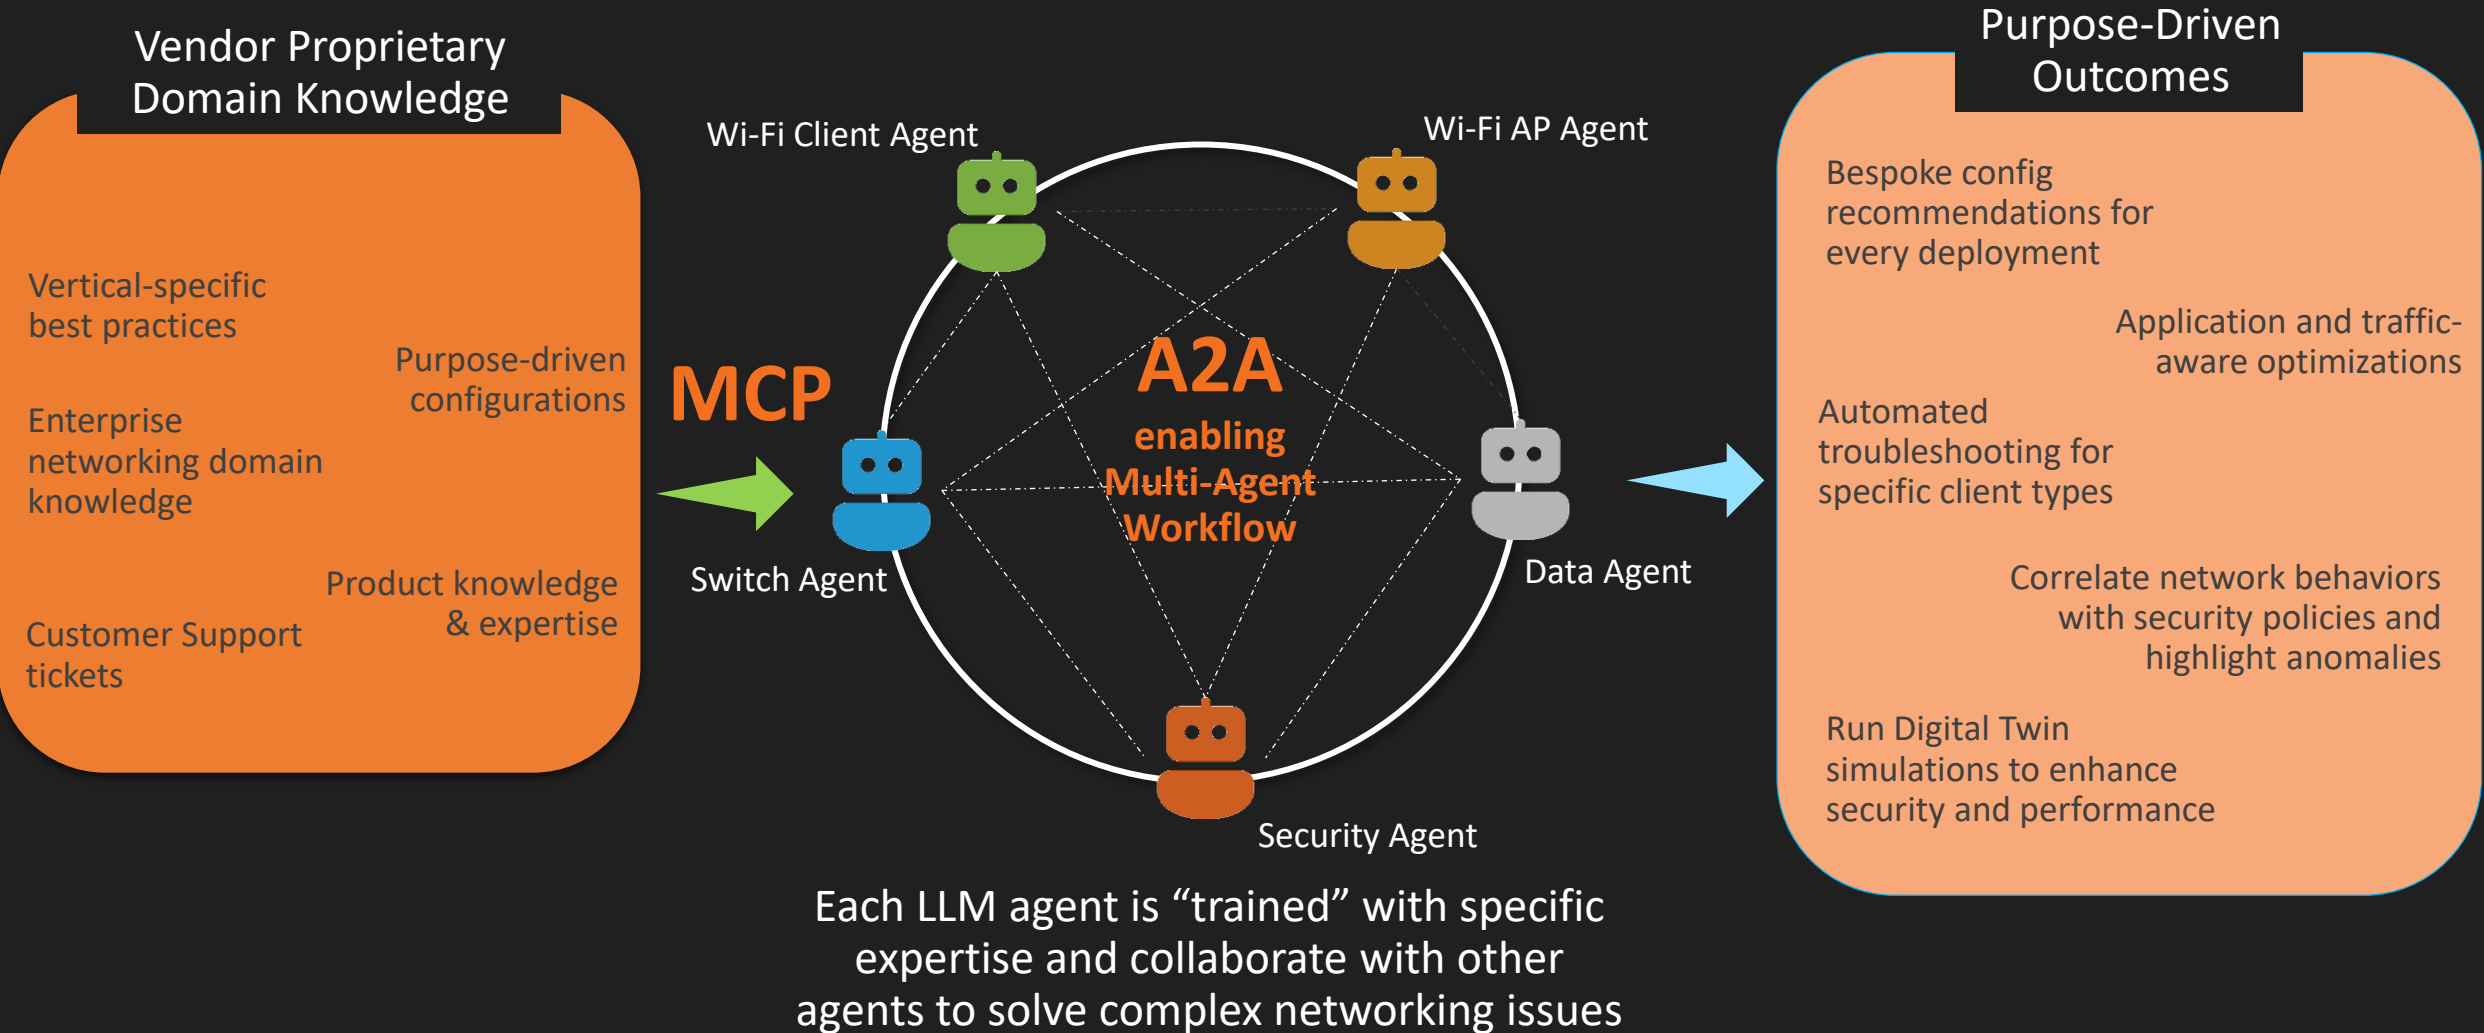 Vendor Proprietary
Domain Knowledge
Vertical-specific
best practices
Purpose-driven
configurations
Enterprise
networking domain
knowledge
Product knowledge
& expertise
Customer Support
tickets
MCP
Wi-Fi Client Agent
Wi-Fi AP Agent
A2A
enabling
Multi-Agent
Workflow
Switch Agent
Data Agent
Security Agent
Each LLM agent is “trained” with specific
expertise and collaborate with other
agents to solve complex networking issues
Purpose-Driven
Outcomes
Bespoke config
recommendations for
every deployment
Application and traffic-
aware optimizations
Automated
troubleshooting for
specific client types
Correlate network behaviors
with security policies and
highlight anomalies
Run Digital Twin
simulations to enhance
security and performance